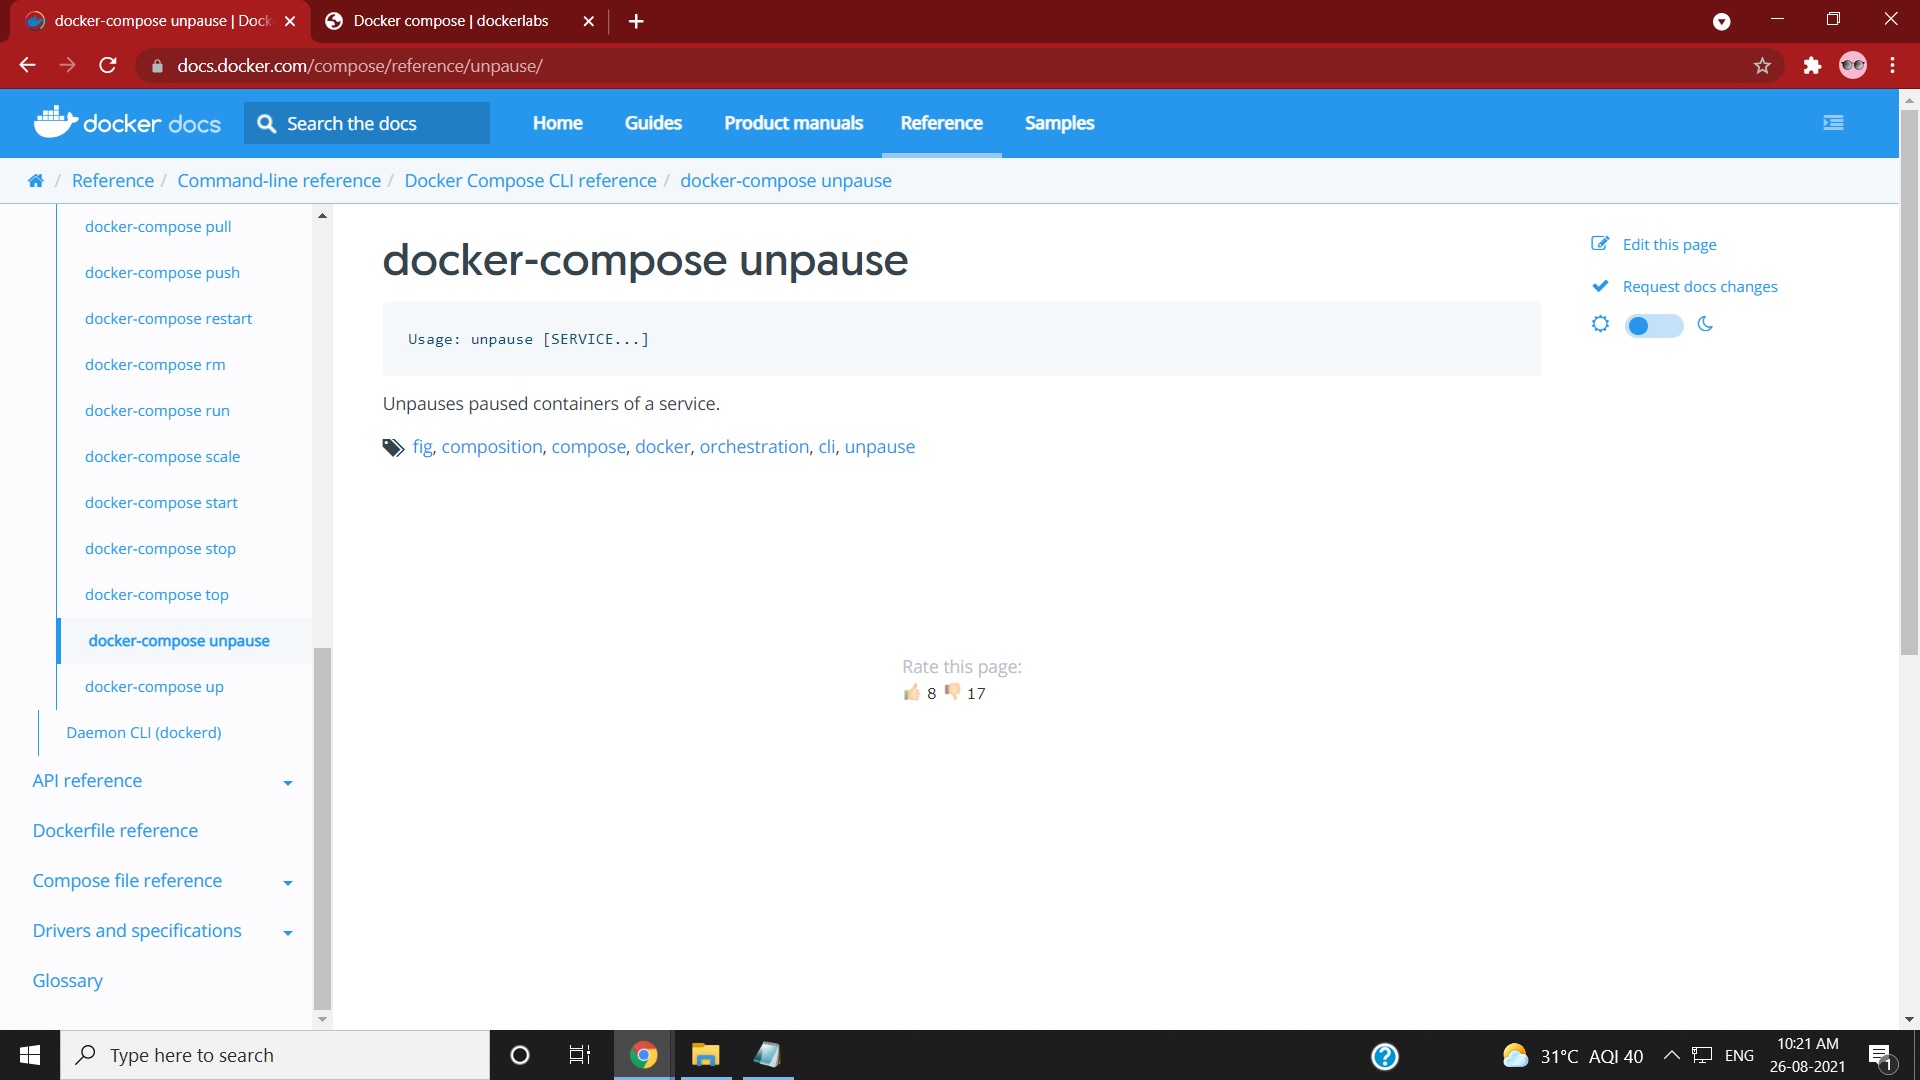 docker-compose unpause | Dock
Docker compose | dockerlabs
docs.docker.com/compose/reference/unpause/
docker docs
Search the docs
Home
Guides
Product manuals
Reference
Samples
/ Reference / Command-line reference / Docker Compose CLI reference / docker-compose unpause
docker-compose pull
docker-compose push
docker-compose restart
docker-compose rm
docker-compose run
docker-compose scale
docker-compose start
docker-compose stop
docker-compose top
docker-compose unpause
docker-compose up
Daemon CLI (dockerd)
API reference
Dockerfile reference
Compose file reference
Drivers and specifications
Glossary
docker-compose unpause
Usage: unpause [SERVICE...]
Unpauses paused containers of a service.
fig, composition, compose, docker, orchestration, cli, unpause
Rate this page:
8 17
Edit this page
Request docs changes
Type here to search
31°C AQI 40
ENG
10:21 AM
26-08-2021
1